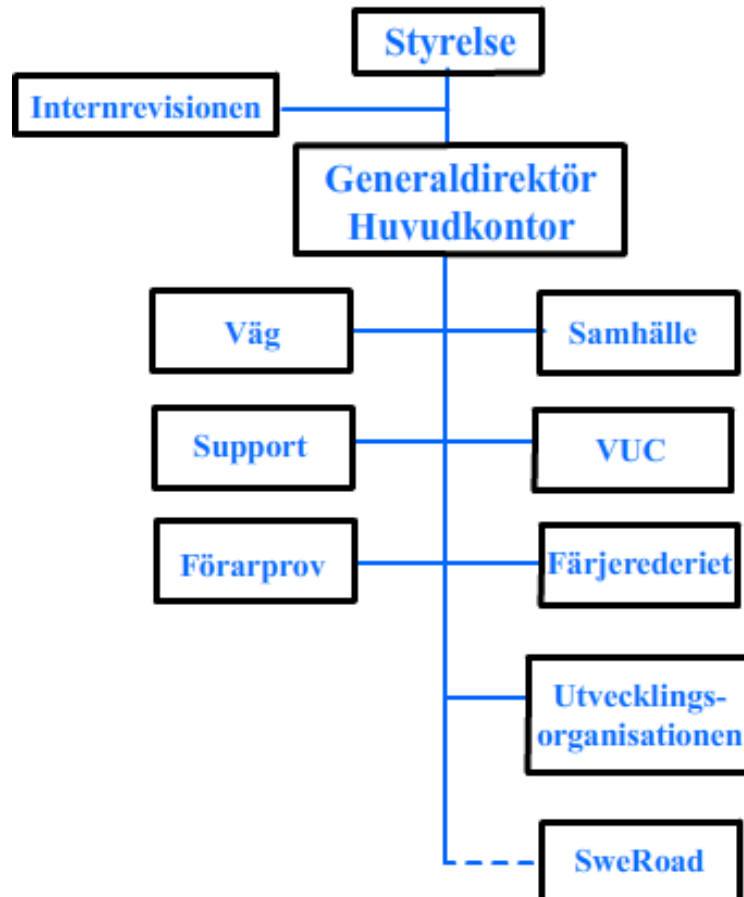 Styrelse
Internrevisionen
Generaldirektör
Huvudkontor
Väg
Samhälle
Support
VUC
Förarprov
Färjerederiet
Utvecklings-
organisationen
SweRoad